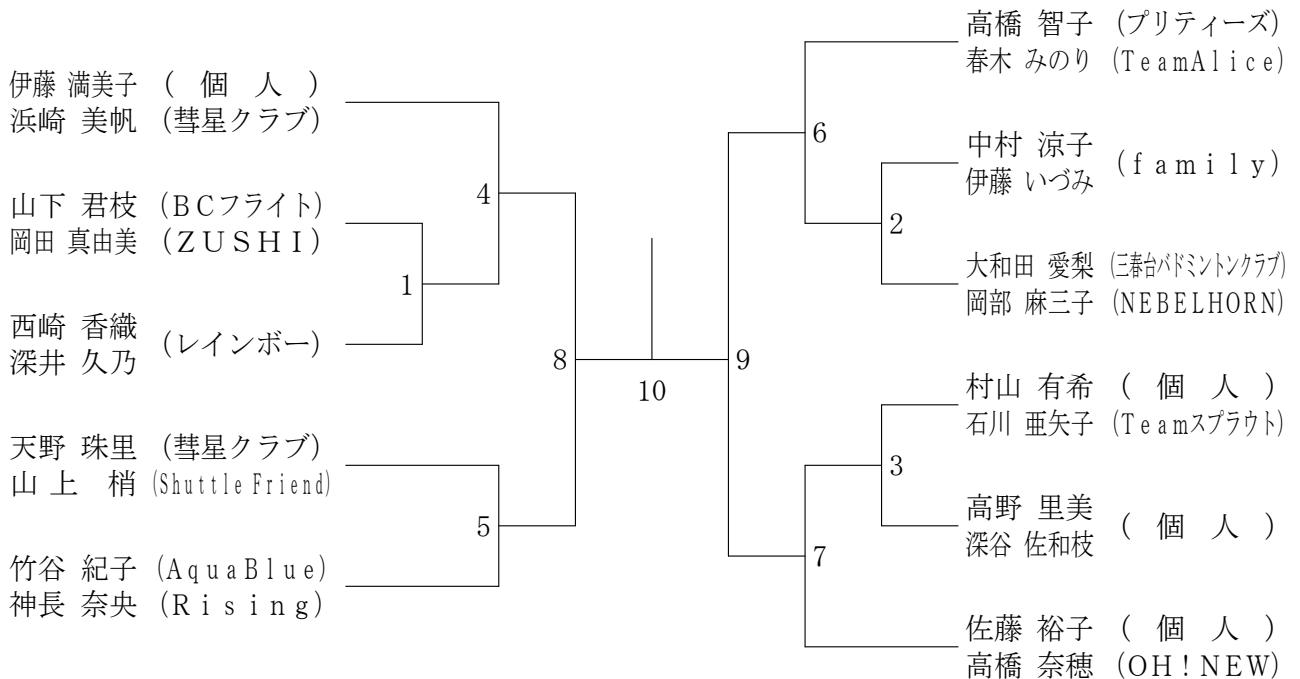 伊藤 満美子 (個人)
浜崎 美帆 (彗星クラブ)
山下 君枝 (BCフライト)
岡田 真由美 (ZUSHI)
西崎 香織
深井 久乃
(レインボー)
天野 珠里 (彗星クラブ)
山上 梢 (Shuttle Friend)
竹谷 紀子 (AquaBlue)
神長 奈央 (Rising)
4
1
8
5
10
9
6
2
3
7
高橋 智子 (プリティーズ)
春木 みのり (TeamAlice)
中村 涼子
伊藤 いづみ
(family)
大和田 愛梨 (三春台バドミントンクラブ)
岡部 麻三子 (NEBELHORN)
村山 有希 (個人)
石川 亜矢子 (Teamスプラウト)
高野 里美
深谷 佐和枝
(個人)
佐藤 裕子 (個人)
高橋 奈穂 (OH!NEW)